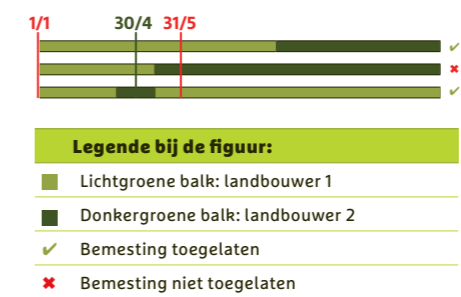 1/1 30/4 31/5
✔
✖
✔
Legende bij de figuur:
Lichtgroene balk: landbouwer 1
Donkergroene balk: landbouwer 2
✔ Bemesting toegelaten
✖ Bemesting niet toegelaten